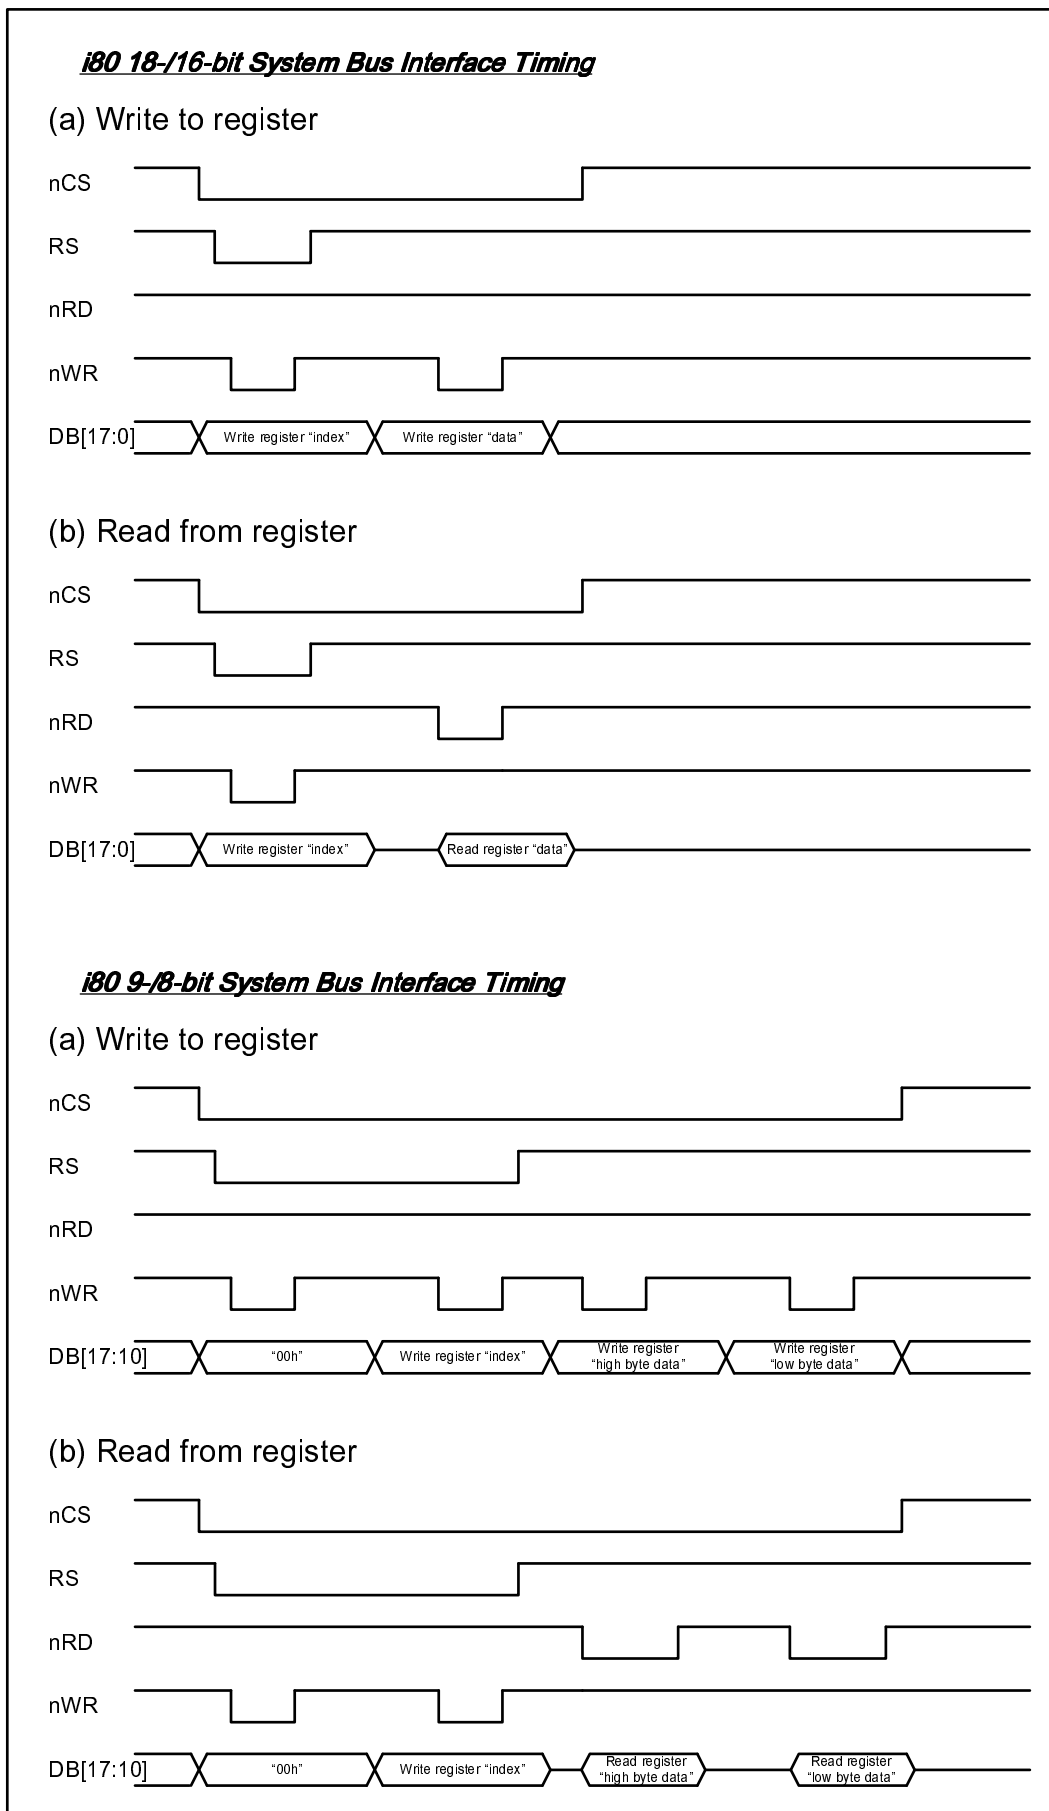 i80 18-/16-bit System Bus Interface Timing
(a) Write to register
nCS
RS
nRD
nWR
DB[17:0] Write register “index” Write register “data”
(b) Read from register
nCS
RS
nRD
nWR
DB[17:0] Write register “index” Read register “data”
i80 9-/8-bit System Bus Interface Timing
(a) Write to register
nCS
RS
nRD
nWR
DB[17:10] “00h” Write register “index” Write register “high byte data” Write register “low byte data”
(b) Read from register
nCS
RS
nRD
nWR
DB[17:10] “00h” Write register “index” Read register “high byte data” Read register “low byte data”